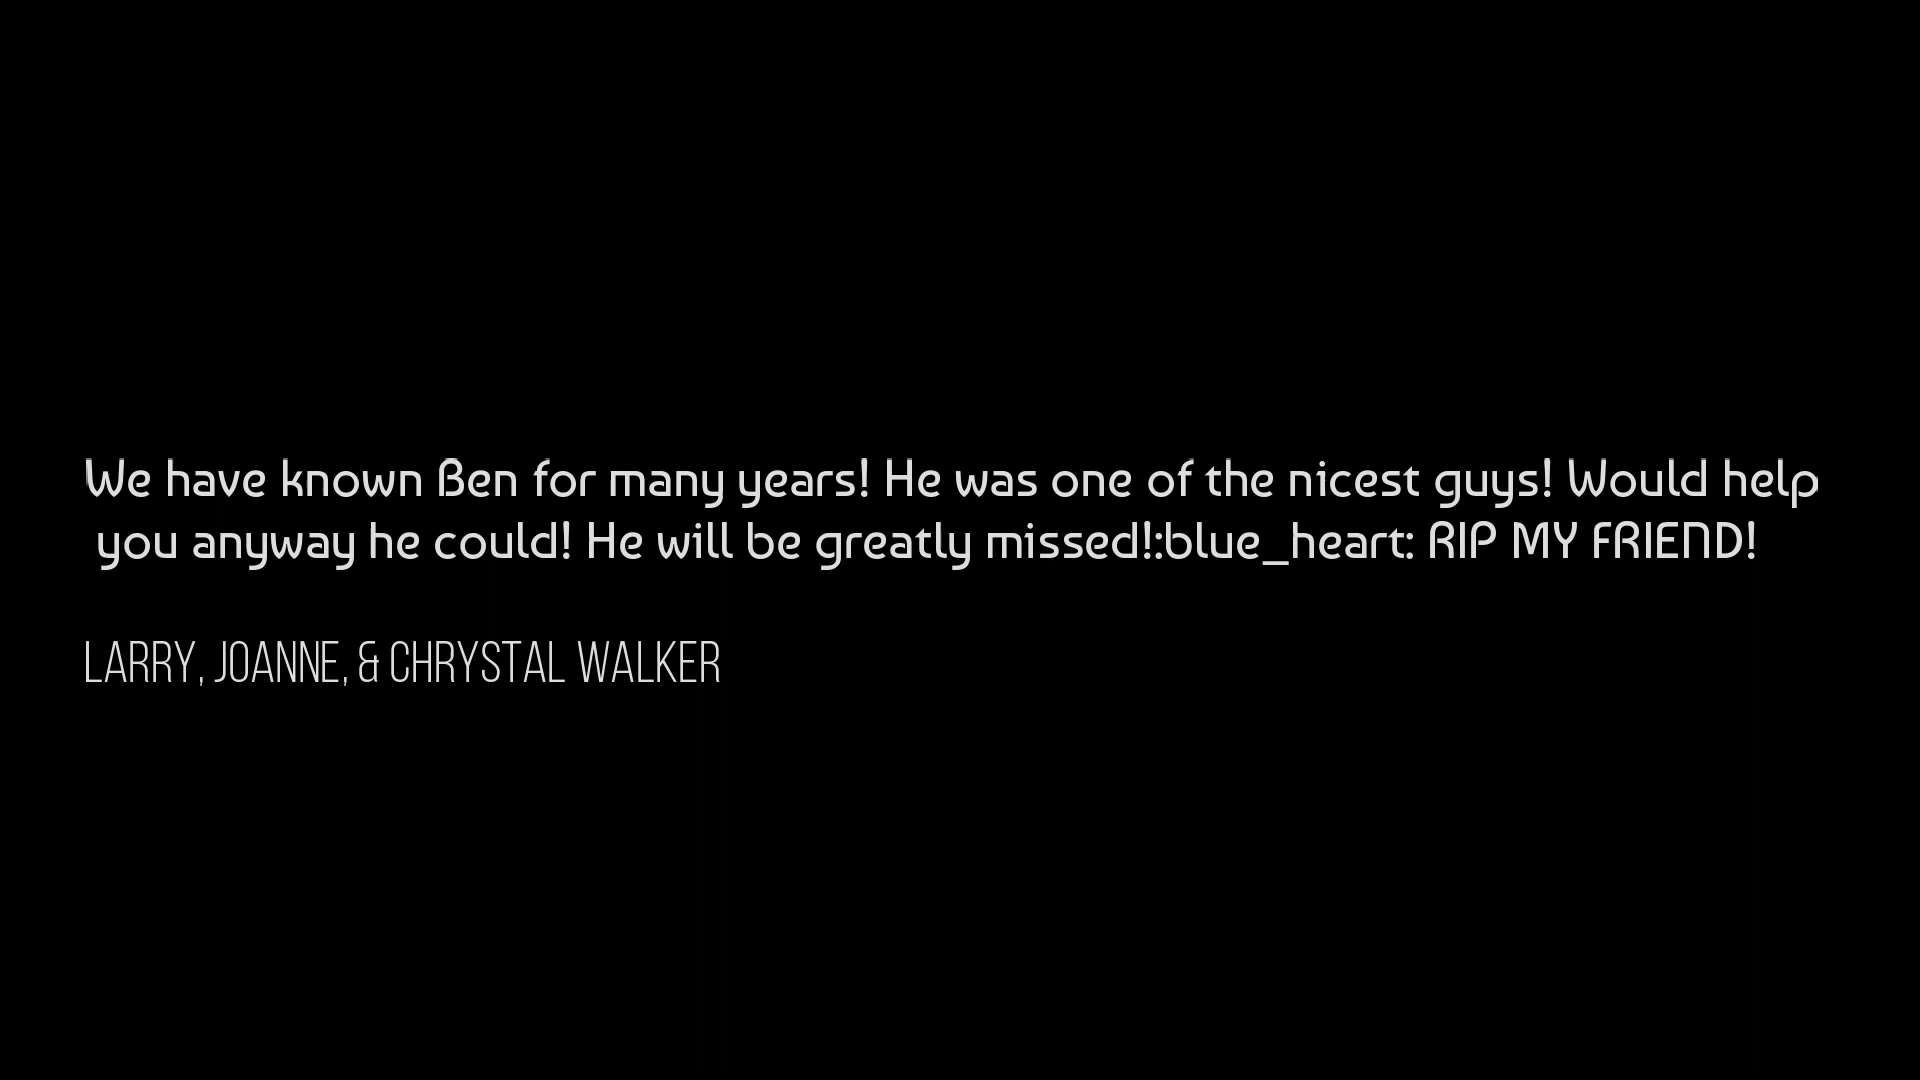 We have known Ben for many years! He was one of the nicest guys! Would help
you anyway he could! He will be greatly missed!:blue_heart: RIP MY FRIEND!
LARRY, JOANNE, & CHRYSTAL WALKER